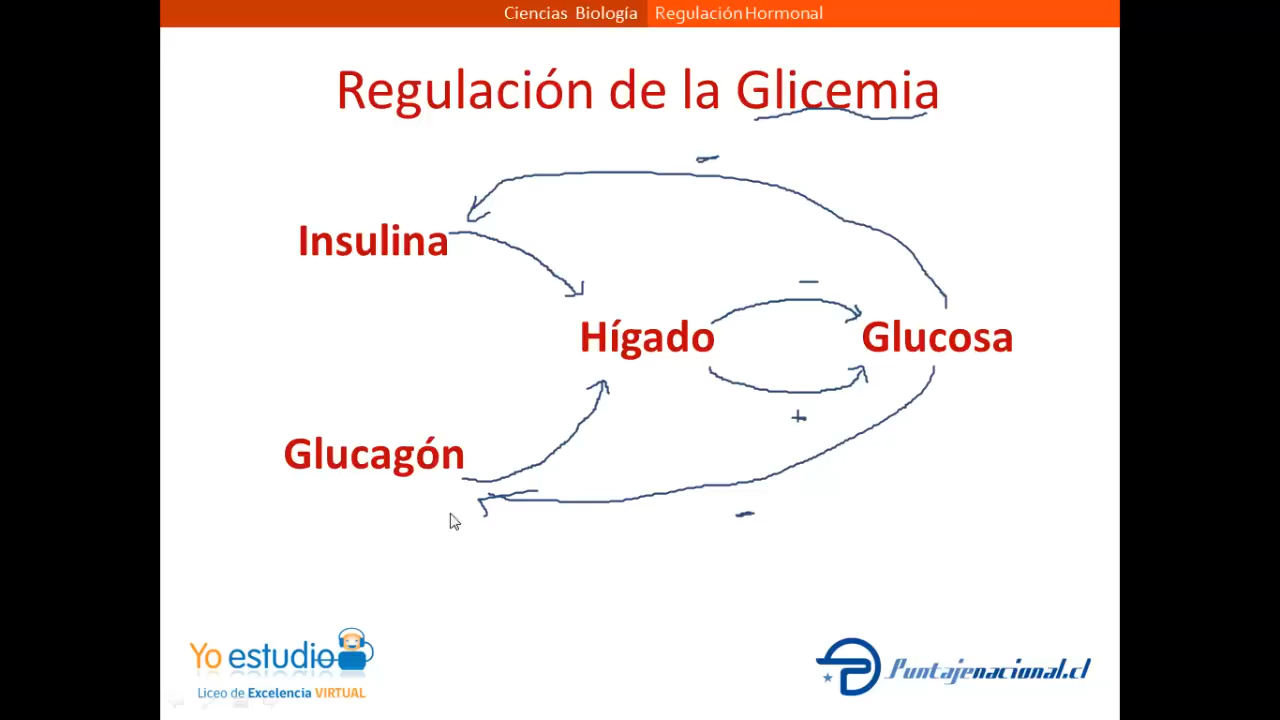 Ciencias Biología Regulación Hormonal
Regulación de la Glicemia
-
Insulina
-
Hígado Glucosa
+
Glucagón
-
Yo estudio
Liceo de Excelencia VIRTUAL
Puntajenacional.cl